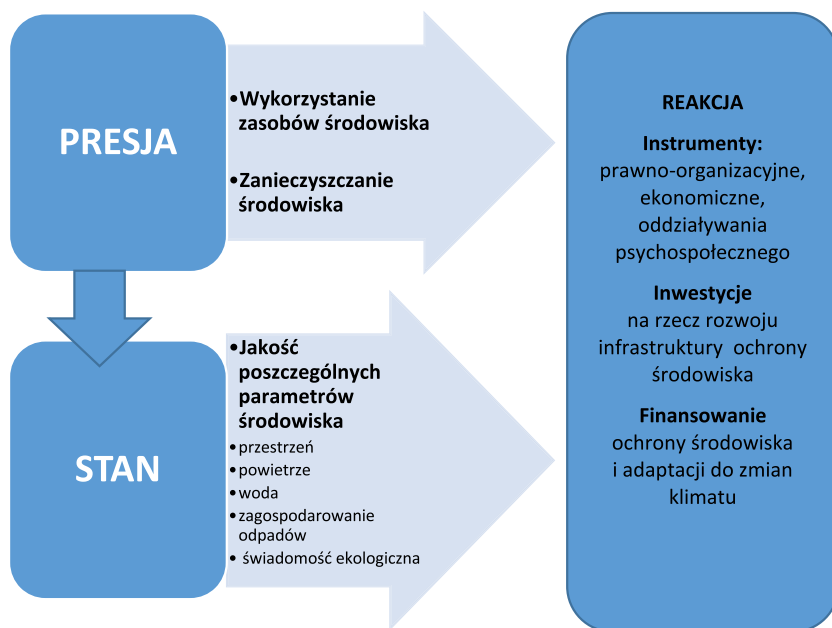 PRESJA
•Wykorzystanie
zasobów środowiska
•Zanieczyszczanie
środowiska
STAN
•Jakość
poszczególnych
parametrów
środowiska
•przestrzeń
•powietrze
•woda
•zagospodarowanie
odpadów
• świadomość ekologiczna
REAKCJA
Instrumenty:
prawno-organizacyjne,
ekonomiczne,
oddziaływania
psychospołecznego
Inwestycje
na rzecz rozwoju
infrastruktury ochrony
środowiska
Finansowanie
ochrony środowiska
i adaptacji do zmian
klimatu